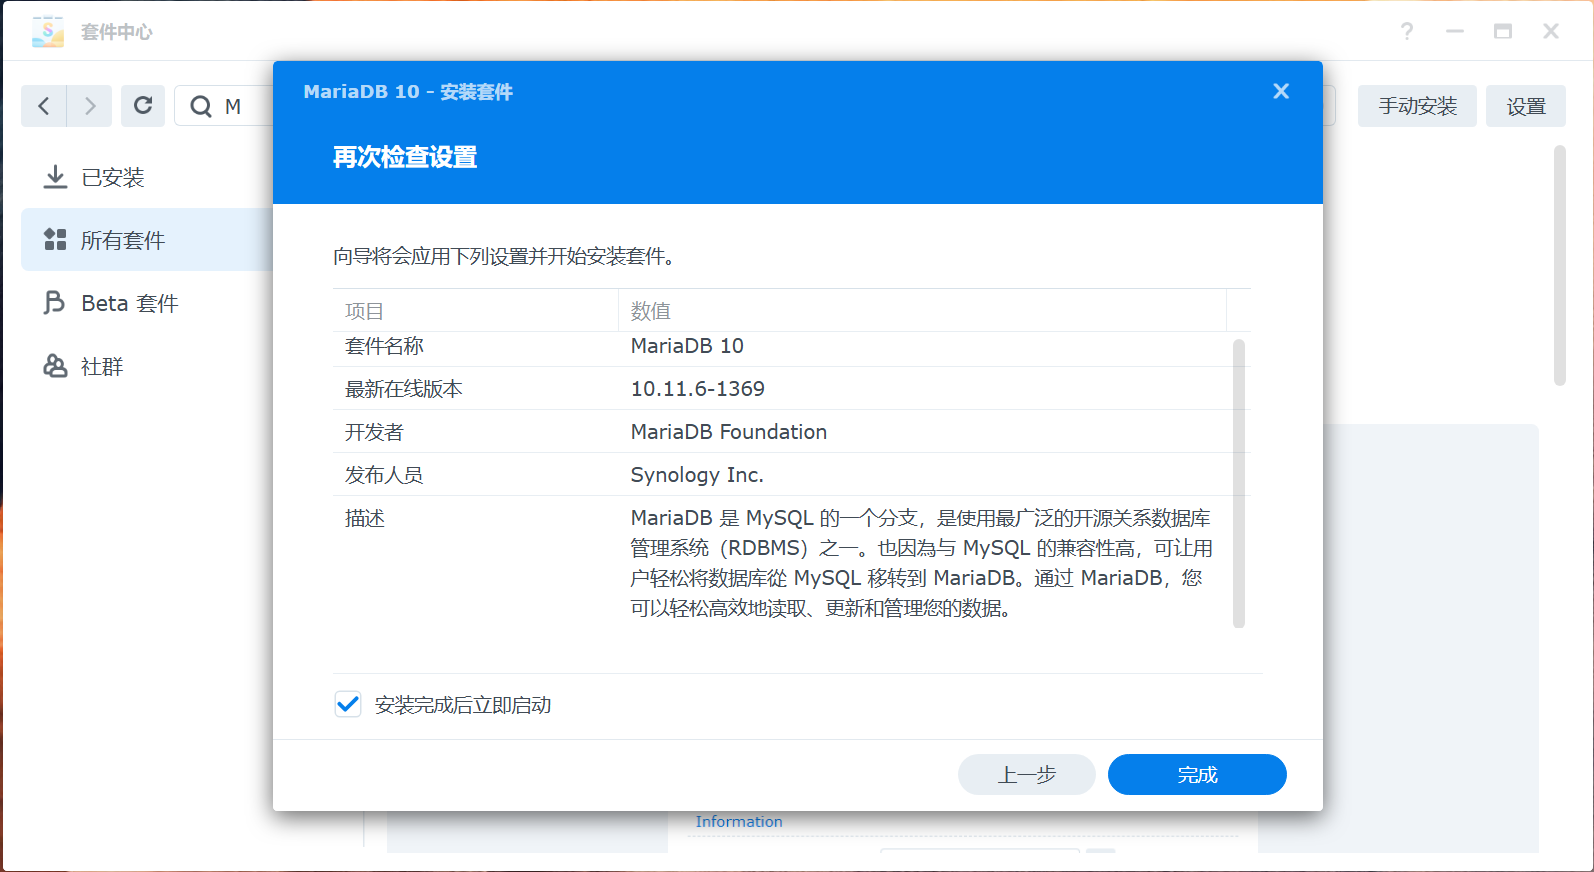 套件中心
M
手动安装
设置
已安装
所有套件
Beta 套件
社群
MariaDB 10 - 安装套件
再次检查设置
向导将会应用下列设置并开始安装套件。
项目 数值
套件名称 MariaDB 10
最新在线版本 10.11.6-1369
开发者 MariaDB Foundation
发布人员 Synology Inc.
描述 MariaDB 是 MySQL 的一个分支，是使用最广泛的开源关系数据库
管理系统（RDBMS）之一。也因為与 MySQL 的兼容性高，可让用
户轻松将数据库從 MySQL 移转到 MariaDB。通过 MariaDB，您
可以轻松高效地读取、更新和管理您的数据。
安装完成后立即启动
上一步
完成
Information